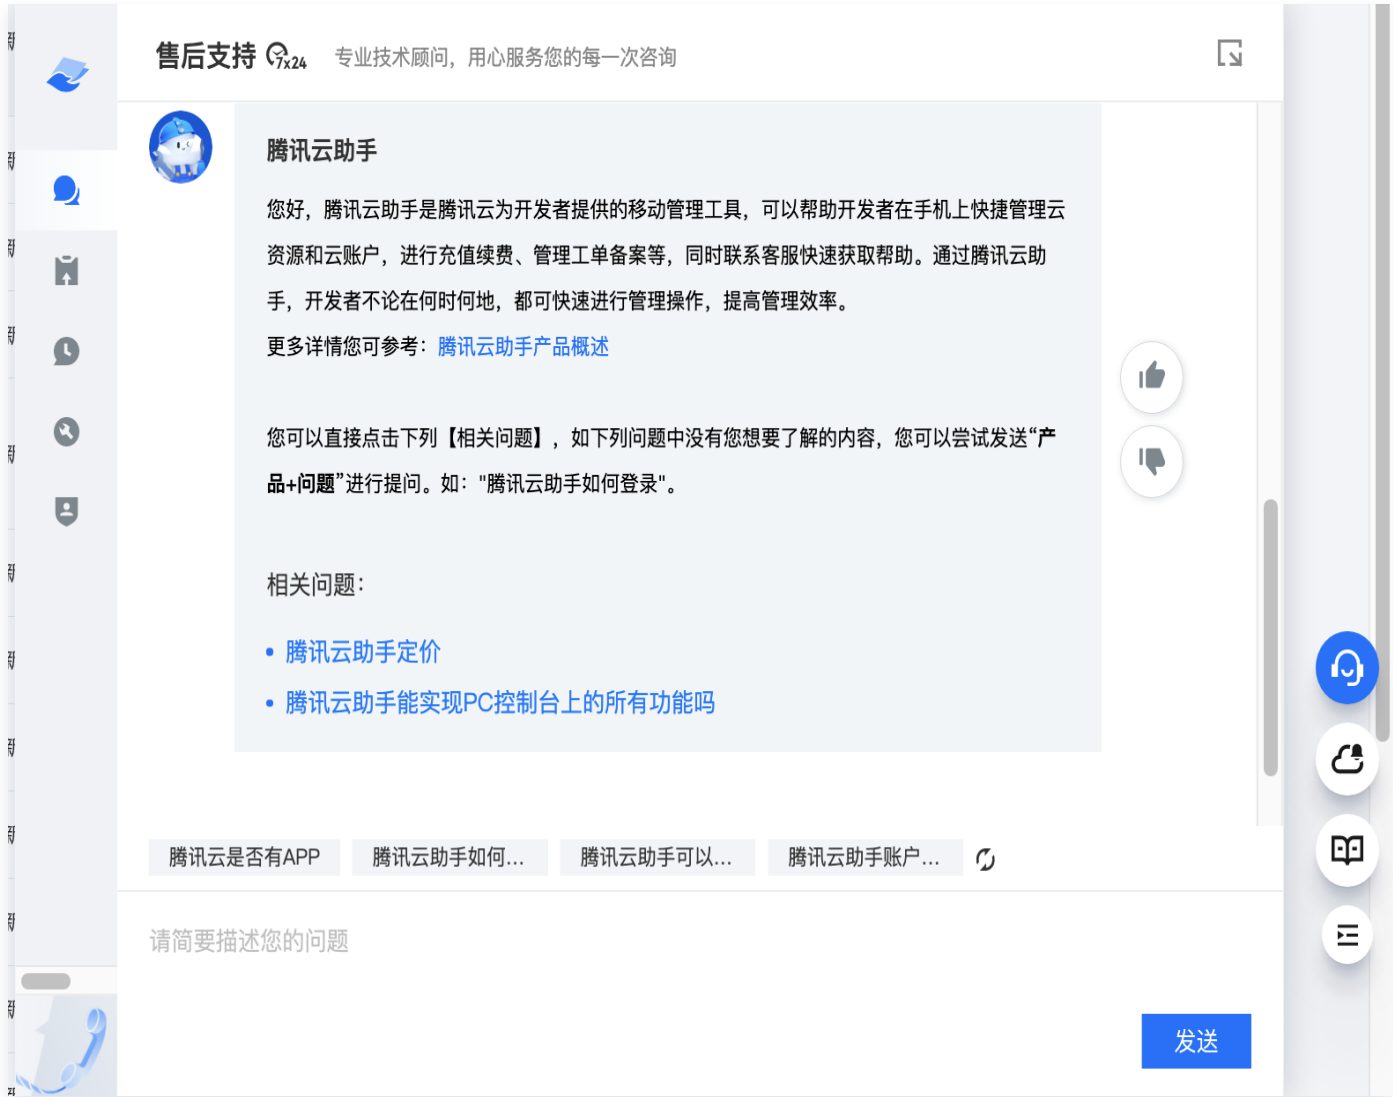 售后支持 7x24 专业技术顾问，用心服务您的每一次咨询
腾讯云助手
您好，腾讯云助手是腾讯云为开发者提供的移动管理工具，可以帮助开发者在手机上快捷管理云
资源和云账户，进行充值续费、管理工单备案等，同时联系客服快速获取帮助。通过腾讯云助
手，开发者不论在何时何地，都可快速进行管理操作，提高管理效率。
更多详情您可参考：腾讯云助手产品概述
您可以直接点击下列【相关问题】，如下列问题中没有您想要了解的内容，您可以尝试发送“产
品+问题”进行提问。如："腾讯云助手如何登录"。
相关问题：
• 腾讯云助手定价
• 腾讯云助手能实现PC控制台上的所有功能吗
腾讯云是否有APP 腾讯云助手如何... 腾讯云助手可以... 腾讯云助手账户...
请简要描述您的问题
发送